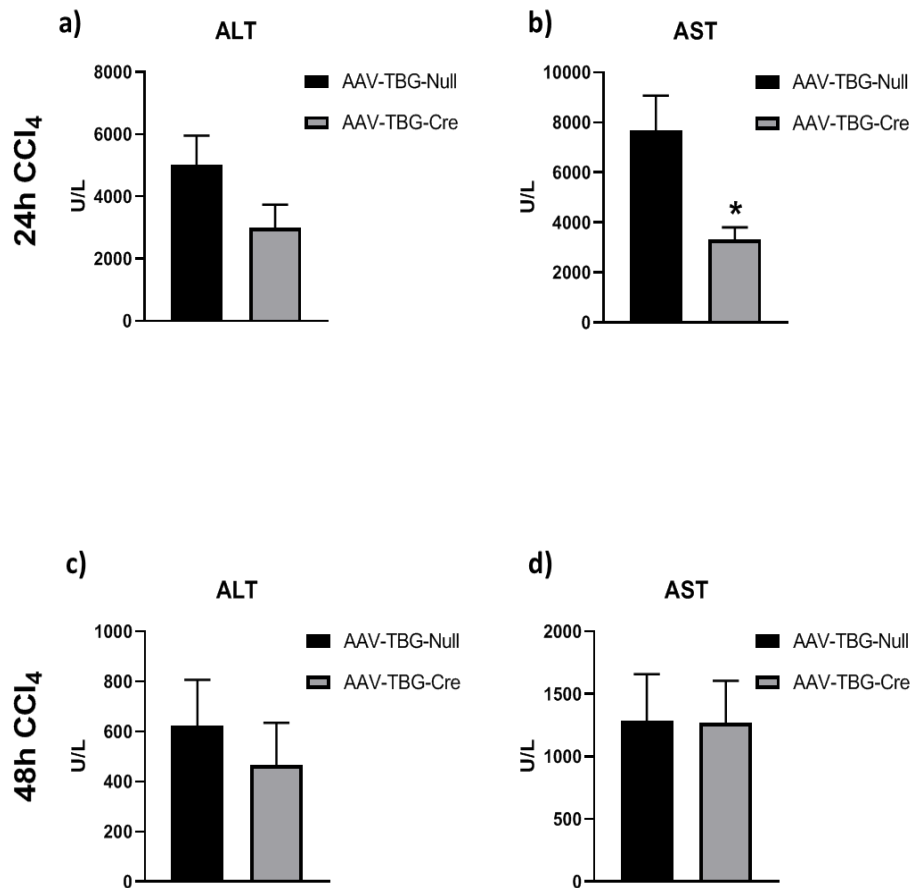 a)
ALT
24h CCl₄
U/L
8000
6000
4000
2000
0
AAV-TBG-Null
AAV-TBG-Cre
b)
AST
U/L
10000
8000
6000
4000
2000
0
*
AAV-TBG-Null
AAV-TBG-Cre
c)
ALT
48h CCl₄
U/L
1000
800
600
400
200
0
AAV-TBG-Null
AAV-TBG-Cre
d)
AST
U/L
2000
1500
1000
500
0
AAV-TBG-Null
AAV-TBG-Cre